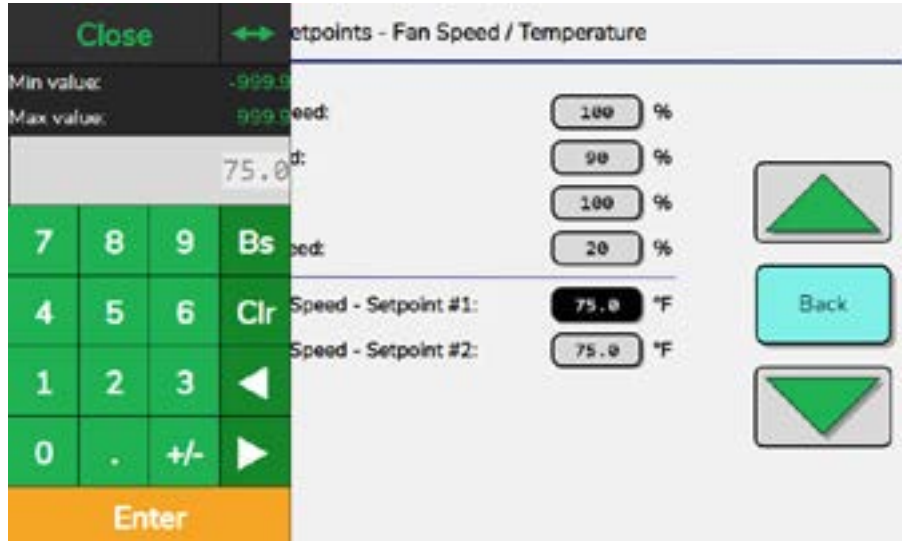 Close
etpoints - Fan Speed / Temperature
Min value: -999.9
Max value: 999.9
75.0
eed: 100 %
d: 90 %
100 %
eed: 20 %
Speed - Setpoint #1: 75.0 °F
Speed - Setpoint #2: 75.0 °F
7 8 9 Bs
4 5 6 Clr
1 2 3
0 . +/-
Enter
Back